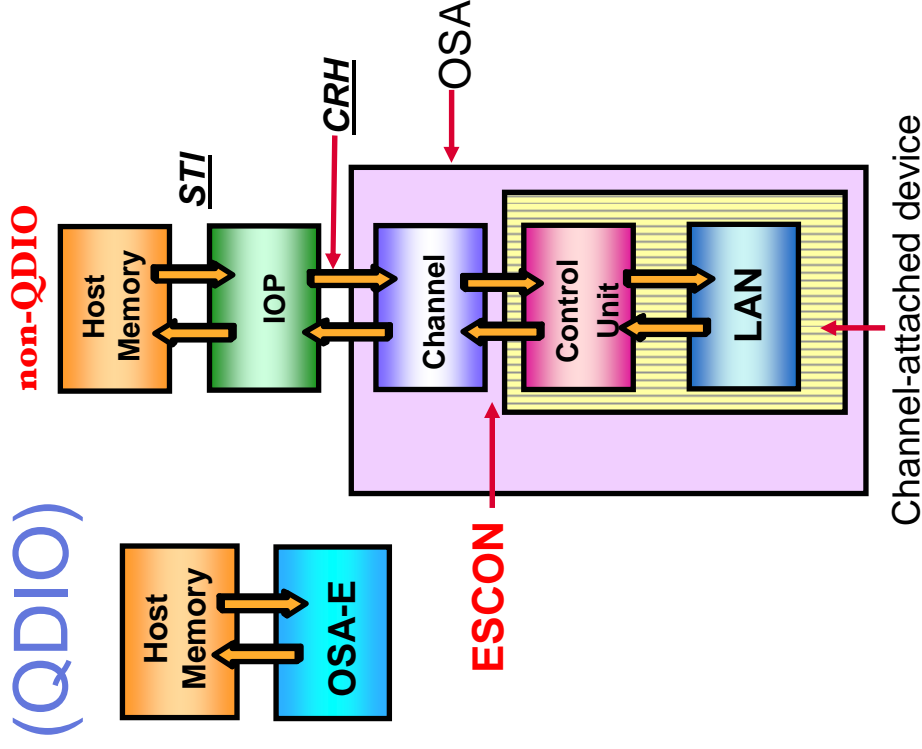 (QDIO)
non-QDIO
Host
Memory
OSA-E
Host
Memory
STI
IOP
CRH
OSA
Channel
ESCON
Control
Unit
LAN
Channel-attached device